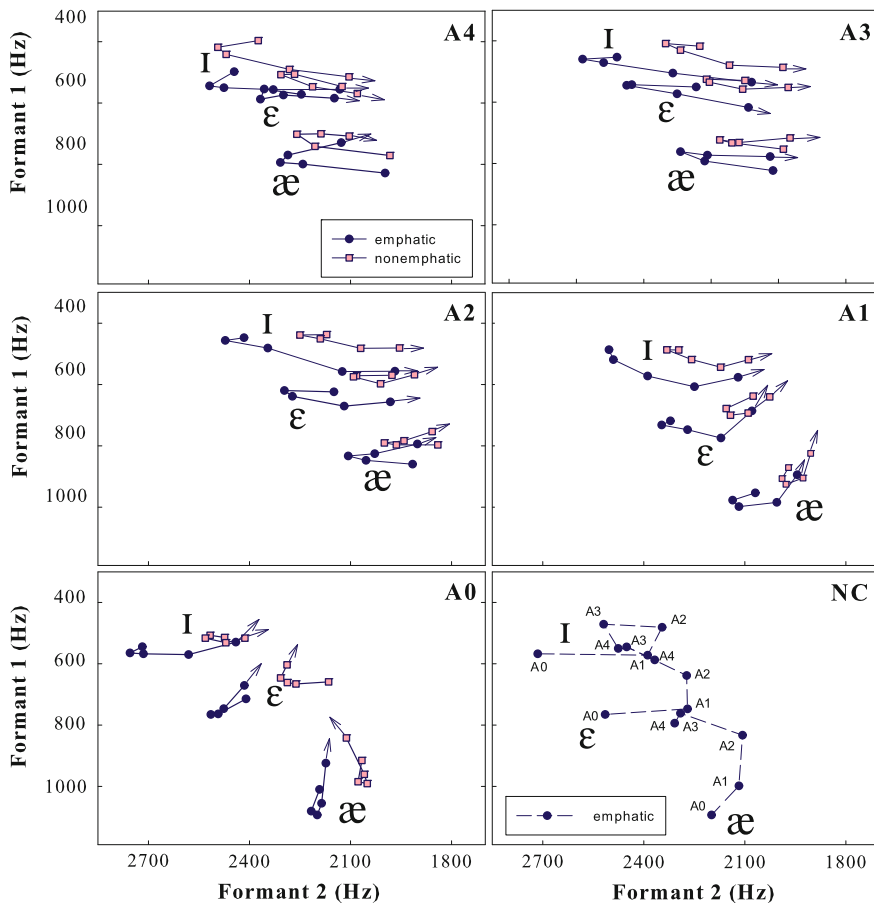 A4
400
600
800
1000
Formant 1 (Hz)
I
ɛ
æ
emphatic
nonemphatic
A3
I
ɛ
æ
A2
400
600
800
1000
Formant 1 (Hz)
I
ɛ
æ
A1
I
ɛ
æ
A0
400
600
800
1000
Formant 1 (Hz)
I
ɛ
æ
2700 2400 2100 1800
Formant 2 (Hz)
NC
A3 A2
I
A0 A4 A3 A1 A4
A2
A0 A1
ɛ A4 A3
A2
A1
A0
æ
emphatic
2700 2400 2100 1800
Formant 2 (Hz)